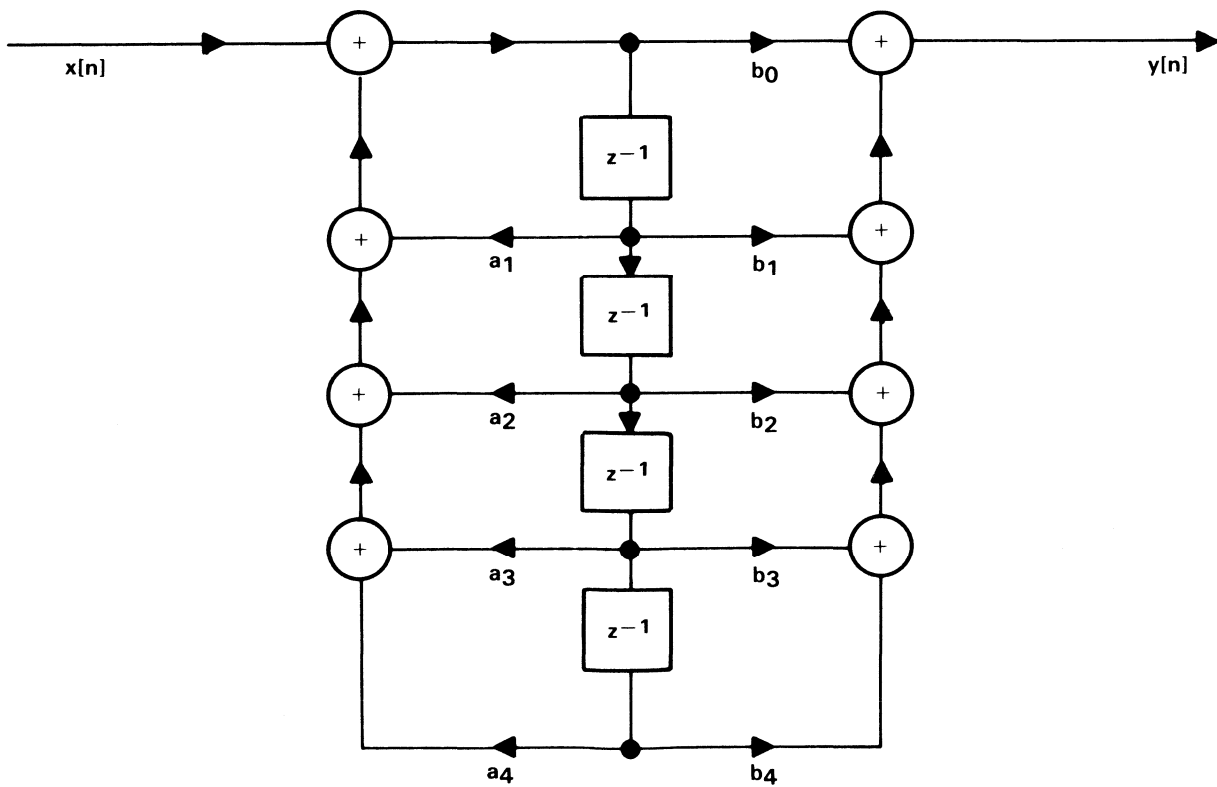 +
+
x[n]
b0
y[n]
z−1
+
+
a1
b1
z−1
+
+
a2
b2
z−1
+
+
a3
b3
z−1
a4
b4